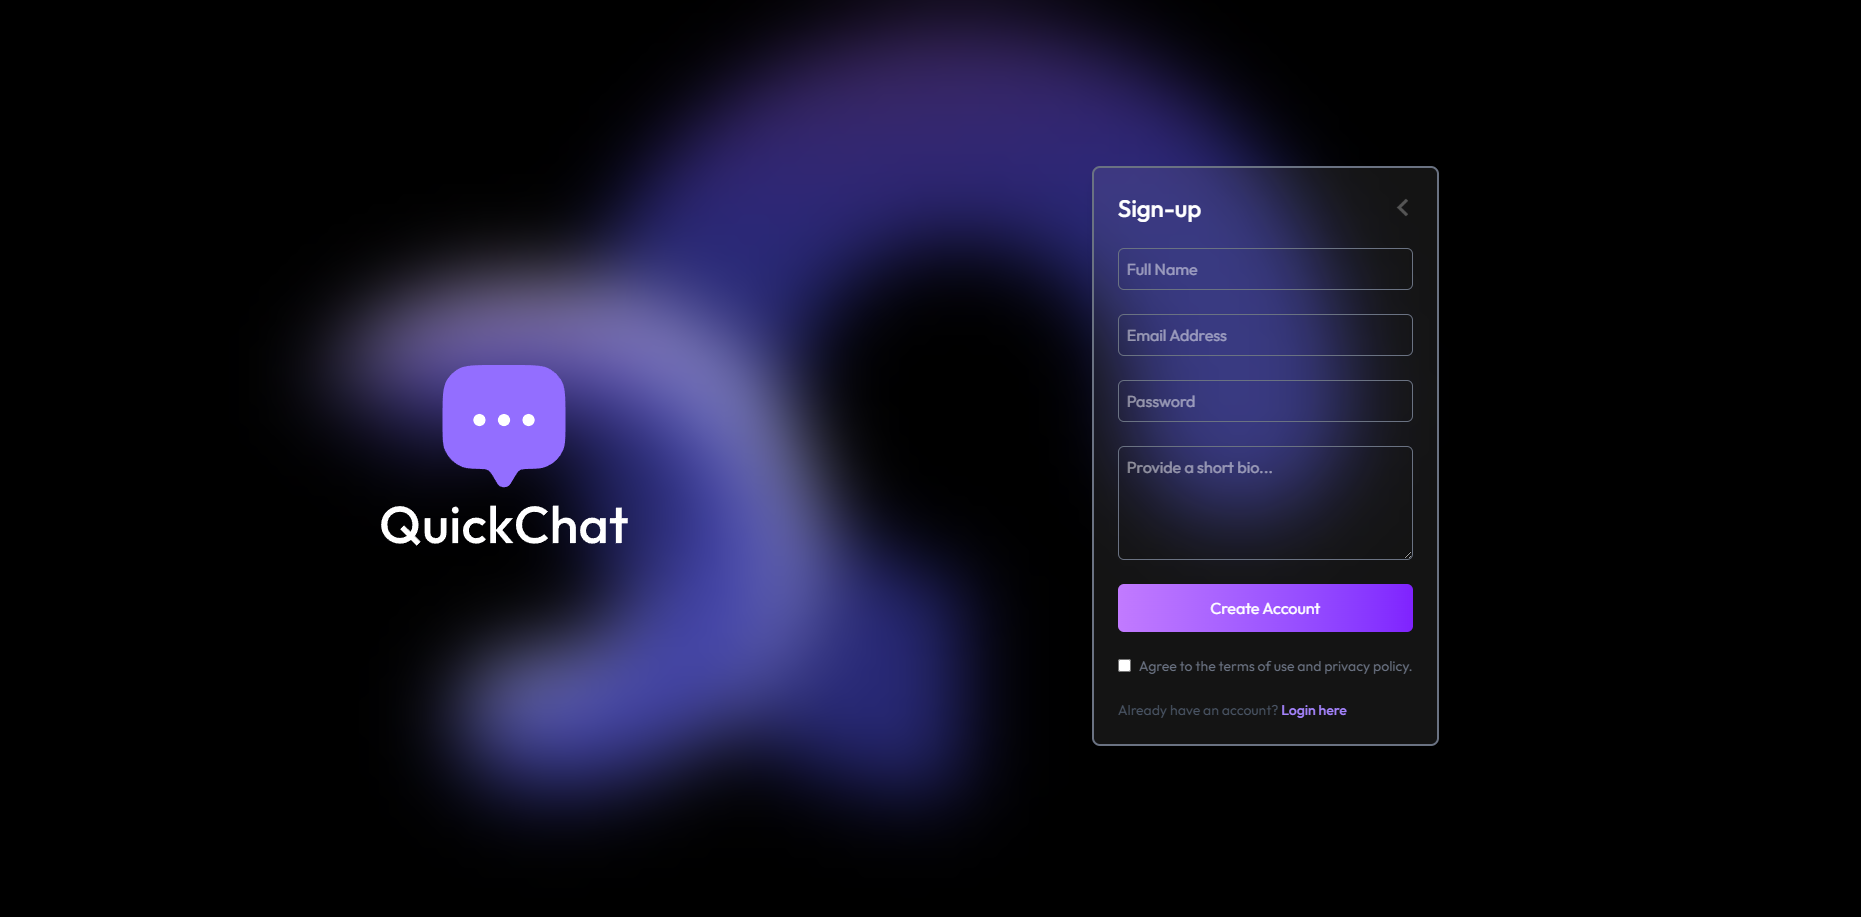 QuickChat
Sign-up
Full Name
Email Address
Password
Provide a short bio...
Create Account
Agree to the terms of use and privacy policy.
Already have an account? Login here